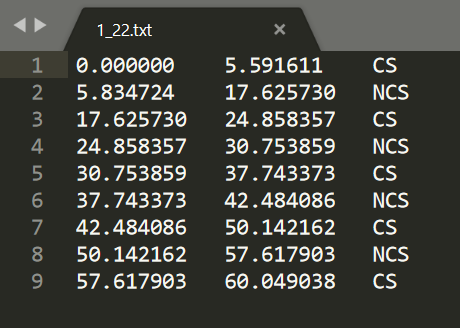 1_22.txt ×
1 0.000000 5.591611 CS
2 5.834724 17.625730 NCS
3 17.625730 24.858357 CS
4 24.858357 30.753859 NCS
5 30.753859 37.743373 CS
6 37.743373 42.484086 NCS
7 42.484086 50.142162 CS
8 50.142162 57.617903 NCS
9 57.617903 60.049038 CS